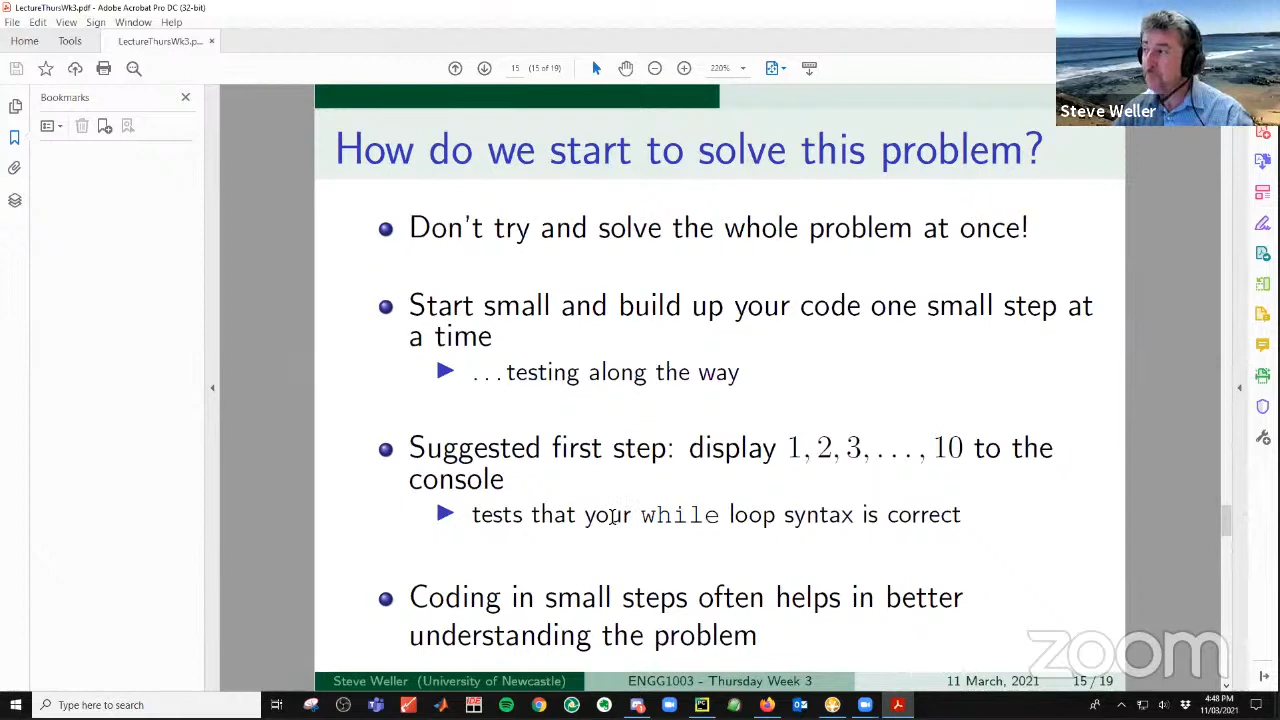 LectureThursWk3.pdf - Adobe Acrobat Pro DC (32-bit)
File Edit View Sign Window Help
Home Tools LectureThursWk3.p... ×
(15 of 19) 220%
Bookmarks
Steve Weller
How do we start to solve this problem?
Don't try and solve the whole problem at once!
Start small and build up your code one small step at
a time
...testing along the way
Suggested first step: display 1, 2, 3, ..., 10 to the
console
tests that your while loop syntax is correct
Coding in small steps often helps in better
understanding the problem
zoom
Steve Weller (University of Newcastle) ENGG1003 - Thursday Week 3 11 March, 2021 15 / 19
Type here to search
4:48 PM
11/03/2021